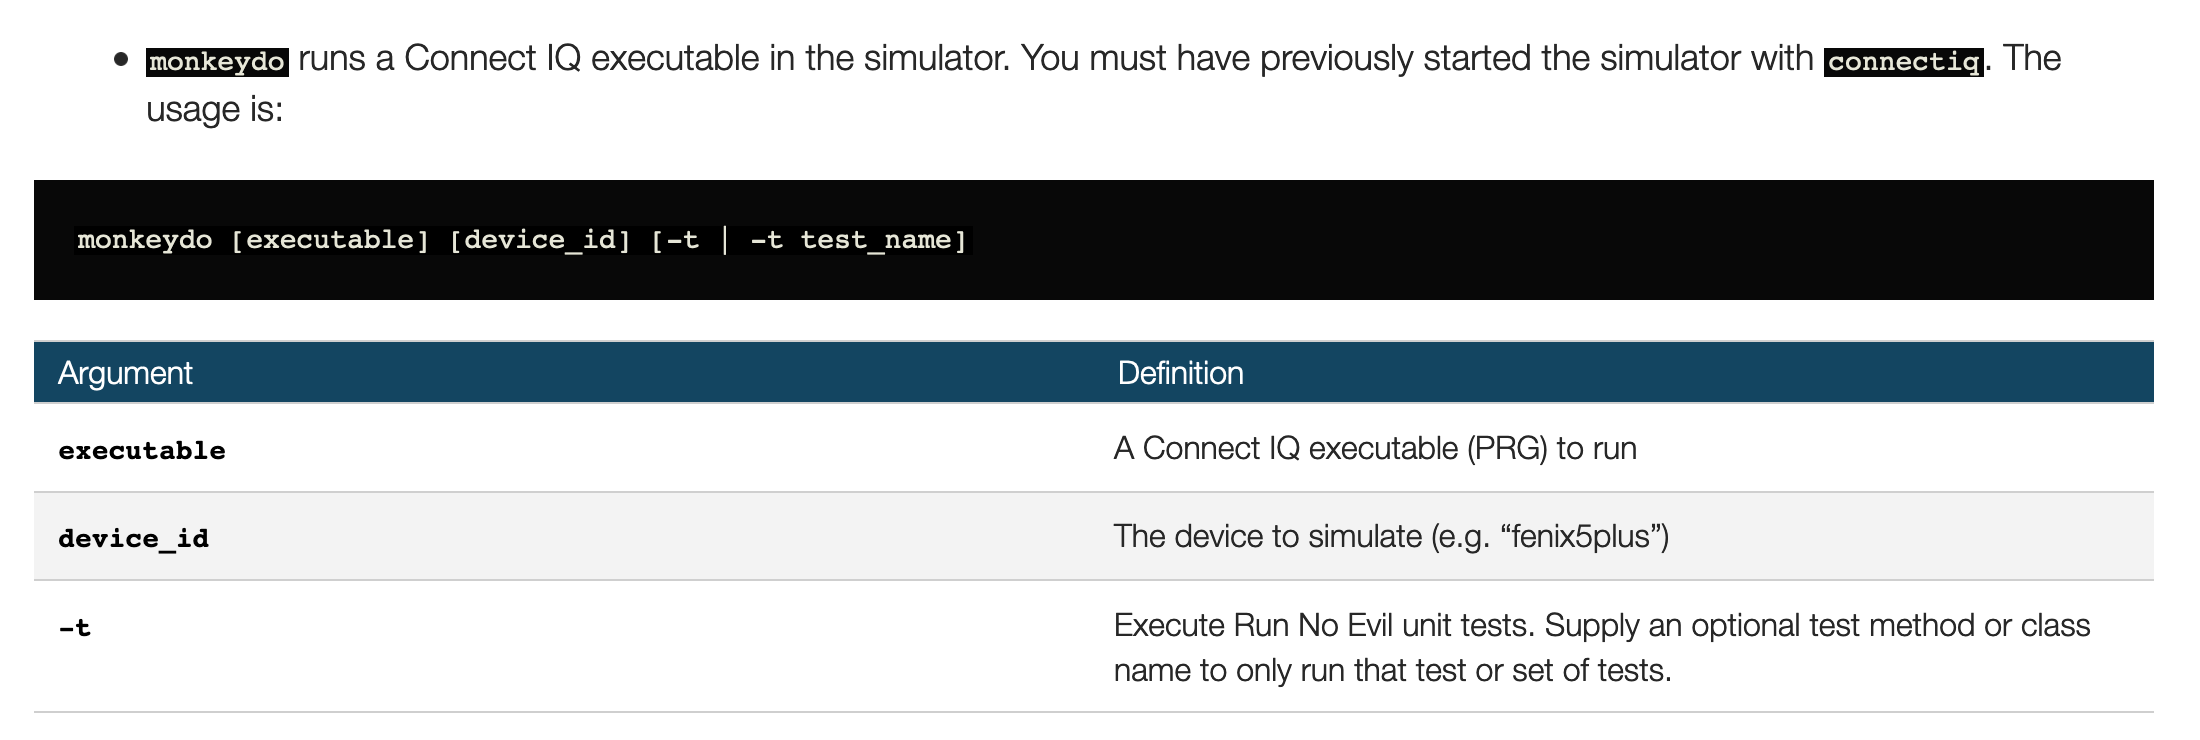 • monkeydo runs a Connect IQ executable in the simulator. You must have previously started the simulator with connectiq. The
usage is:
monkeydo [executable] [device_id] [-t | -t test_name]
Argument Definition
executable A Connect IQ executable (PRG) to run
device_id The device to simulate (e.g. “fenix5plus”)
-t Execute Run No Evil unit tests. Supply an optional test method or class
name to only run that test or set of tests.